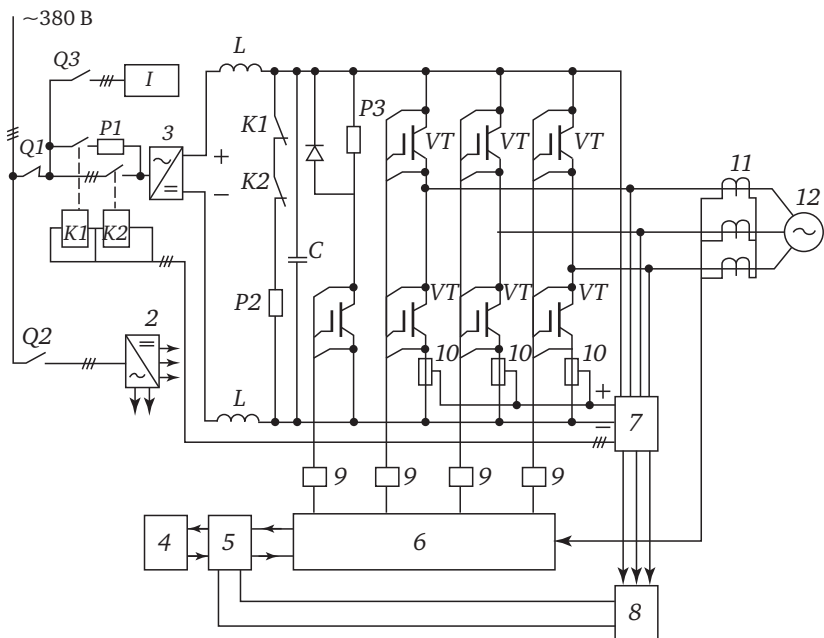 ~380 В
Q3
I
L
Q1
P1
3
K1
P3
VT
VT
VT
11
12
+
−
K2
K1
K2
C
P2
VT
VT
VT
Q2
2
10
10
10
+
−
L
7
9
9
9
9
4
5
6
8